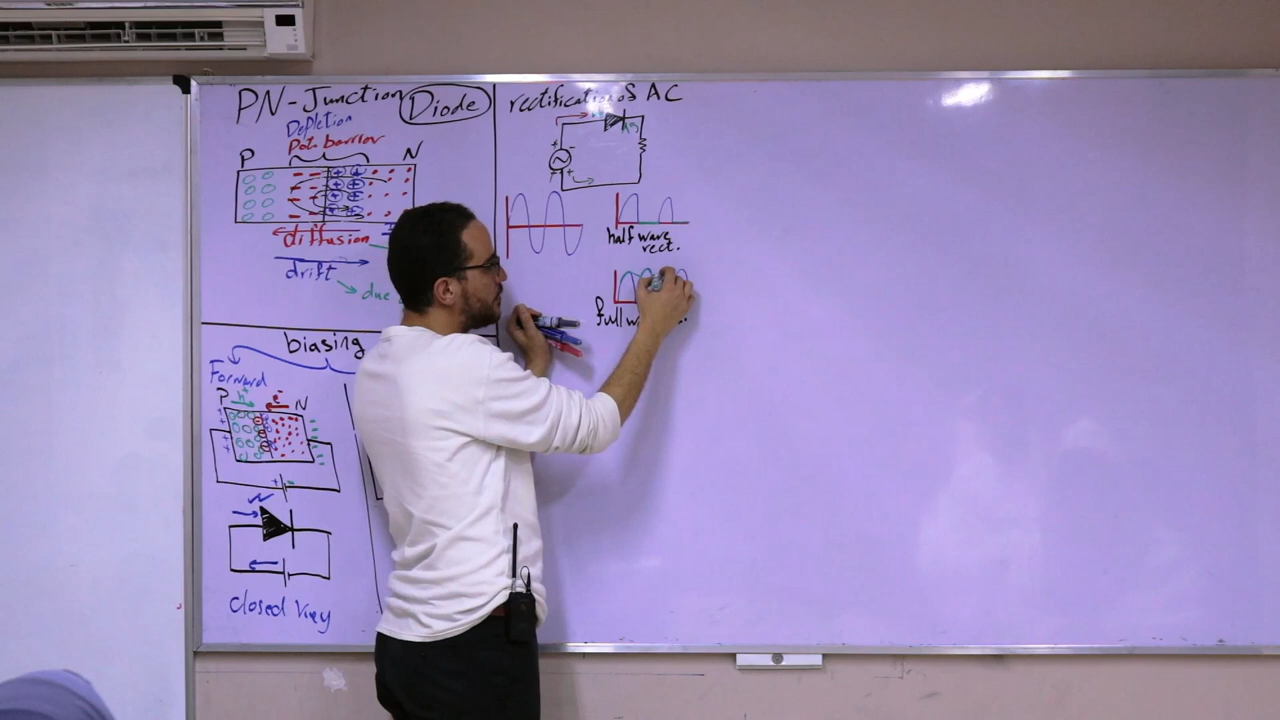 PN-Junction Diode
Depletion
Pot. barrier
P N
diffusion
drift
due
biasing
Forward
P h+ e- N
closed key
rectification of AC
half wave
rect.
full